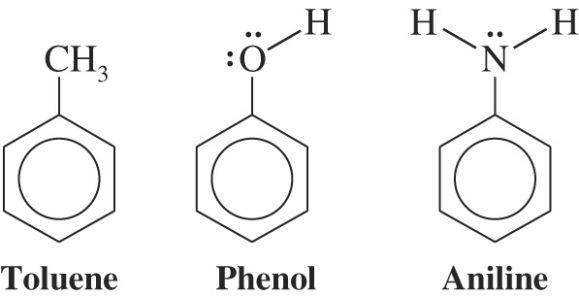 CH₃
:Ö
H
H
N̈
H
Toluene
Phenol
Aniline